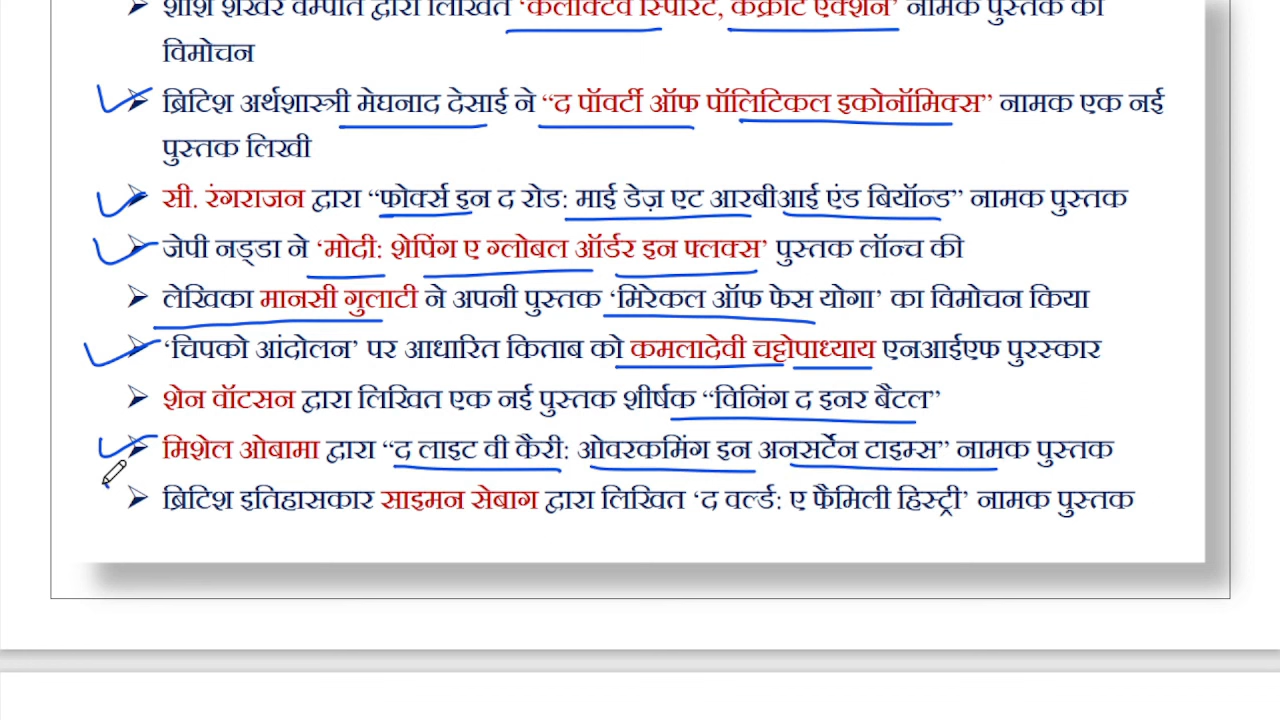 शशि शेखर वेम्पति द्वारा लिखित ‘कलेक्टिव स्पिरिट, कंक्रीट एक्शन’ नामक पुस्तक का
विमोचन
➢ ब्रिटिश अर्थशास्त्री मेघनाद देसाई ने “द पॉवर्टी ऑफ पॉलिटिकल इकोनॉमिक्स” नामक एक नई
पुस्तक लिखी
➢ सी. रंगराजन द्वारा “फोर्क्स इन द रोड: माई डेज़ एट आरबीआई एंड बियॉन्ड” नामक पुस्तक
➢ जेपी नड्डा ने ‘मोदी: शेपिंग ए ग्लोबल ऑर्डर इन फ्लक्स’ पुस्तक लॉन्च की
➢ लेखिका मानसी गुलाटी ने अपनी पुस्तक ‘मिरेकल ऑफ फेस योगा’ का विमोचन किया
➢ ‘चिपको आंदोलन’ पर आधारित किताब को कमलादेवी चट्टोपाध्याय एनआईएफ पुरस्कार
➢ शेन वॉटसन द्वारा लिखित एक नई पुस्तक शीर्षक “विनिंग द इनर बैटल”
➢ मिशेल ओबामा द्वारा “द लाइट वी कैरी: ओवरकमिंग इन अनसर्टेन टाइम्स” नामक पुस्तक
➢ ब्रिटिश इतिहासकार साइमन सेबाग द्वारा लिखित ‘द वर्ल्ड: ए फैमिली हिस्ट्री’ नामक पुस्तक